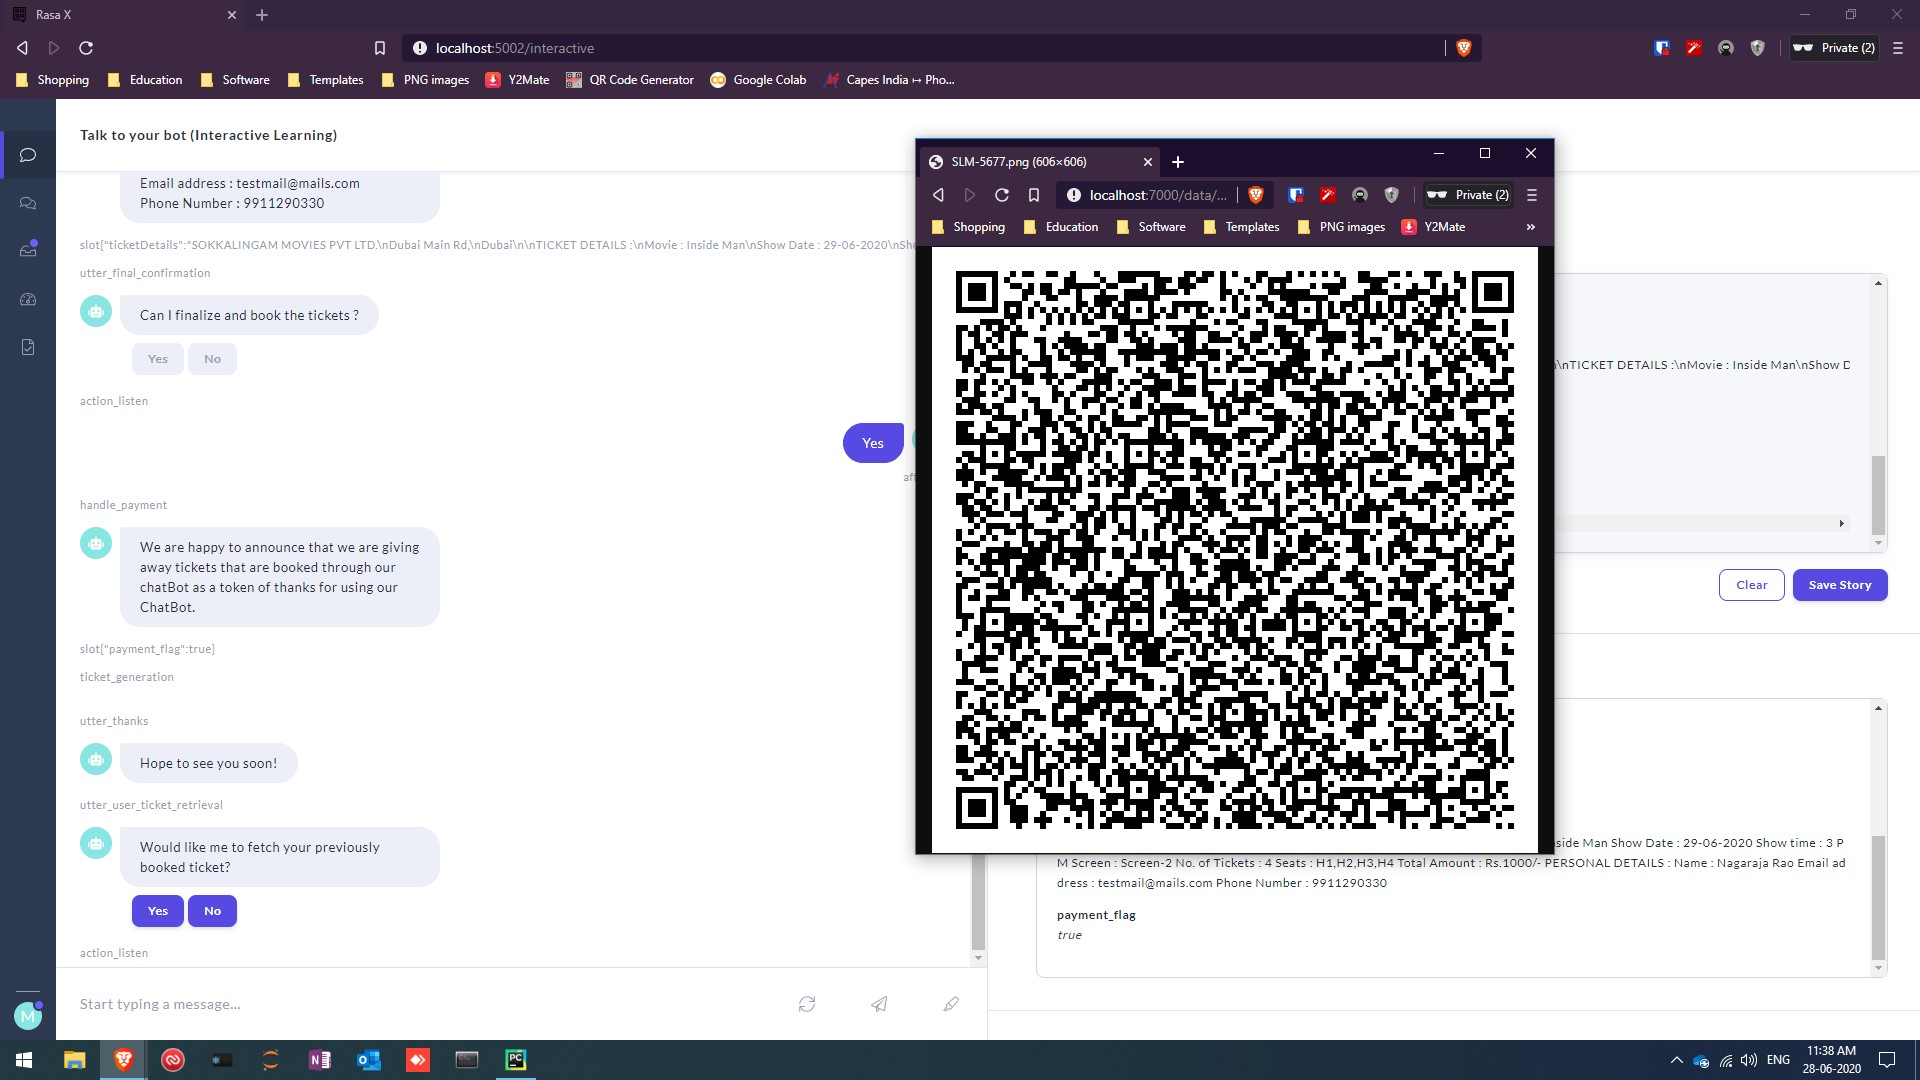 Rasa X
localhost:5002/interactive
Private (2)
Shopping
Education
Software
Templates
PNG images
Y2Mate
QR Code Generator
Google Colab
Capes India ↦ Pho...
Talk to your bot (Interactive Learning)
Email address : testmail@mails.com
Phone Number : 9911290330
slot{"ticketDetails":"SOKKALINGAM MOVIES PVT LTD.\nDubai Main Rd,\nDubai\n\nTICKET DETAILS :\nMovie : Inside Man\nShow Date : 29-06-2020\nSho
utter_final_confirmation
Can I finalize and book the tickets ?
Yes
No
action_listen
Yes
handle_payment
We are happy to announce that we are giving
away tickets that are booked through our
chatBot as a token of thanks for using our
ChatBot.
slot{"payment_flag":true}
ticket_generation
utter_thanks
Hope to see you soon!
utter_user_ticket_retrieval
Would like me to fetch your previously
booked ticket?
Yes
No
action_listen
Start typing a message...
M
SLM-5677.png (606×606)
localhost:7000/data/...
Private (2)
Shopping
Education
Software
Templates
PNG images
Y2Mate
»
\nTICKET DETAILS :\nMovie : Inside Man\nShow D
Clear
Save Story
side Man Show Date : 29-06-2020 Show time : 3 P
M Screen : Screen-2 No. of Tickets : 4 Seats : H1,H2,H3,H4 Total Amount : Rs.1000/- PERSONAL DETAILS : Name : Nagaraja Rao Email ad
dress : testmail@mails.com Phone Number : 9911290330
payment_flag
true
ENG
11:38 AM
28-06-2020